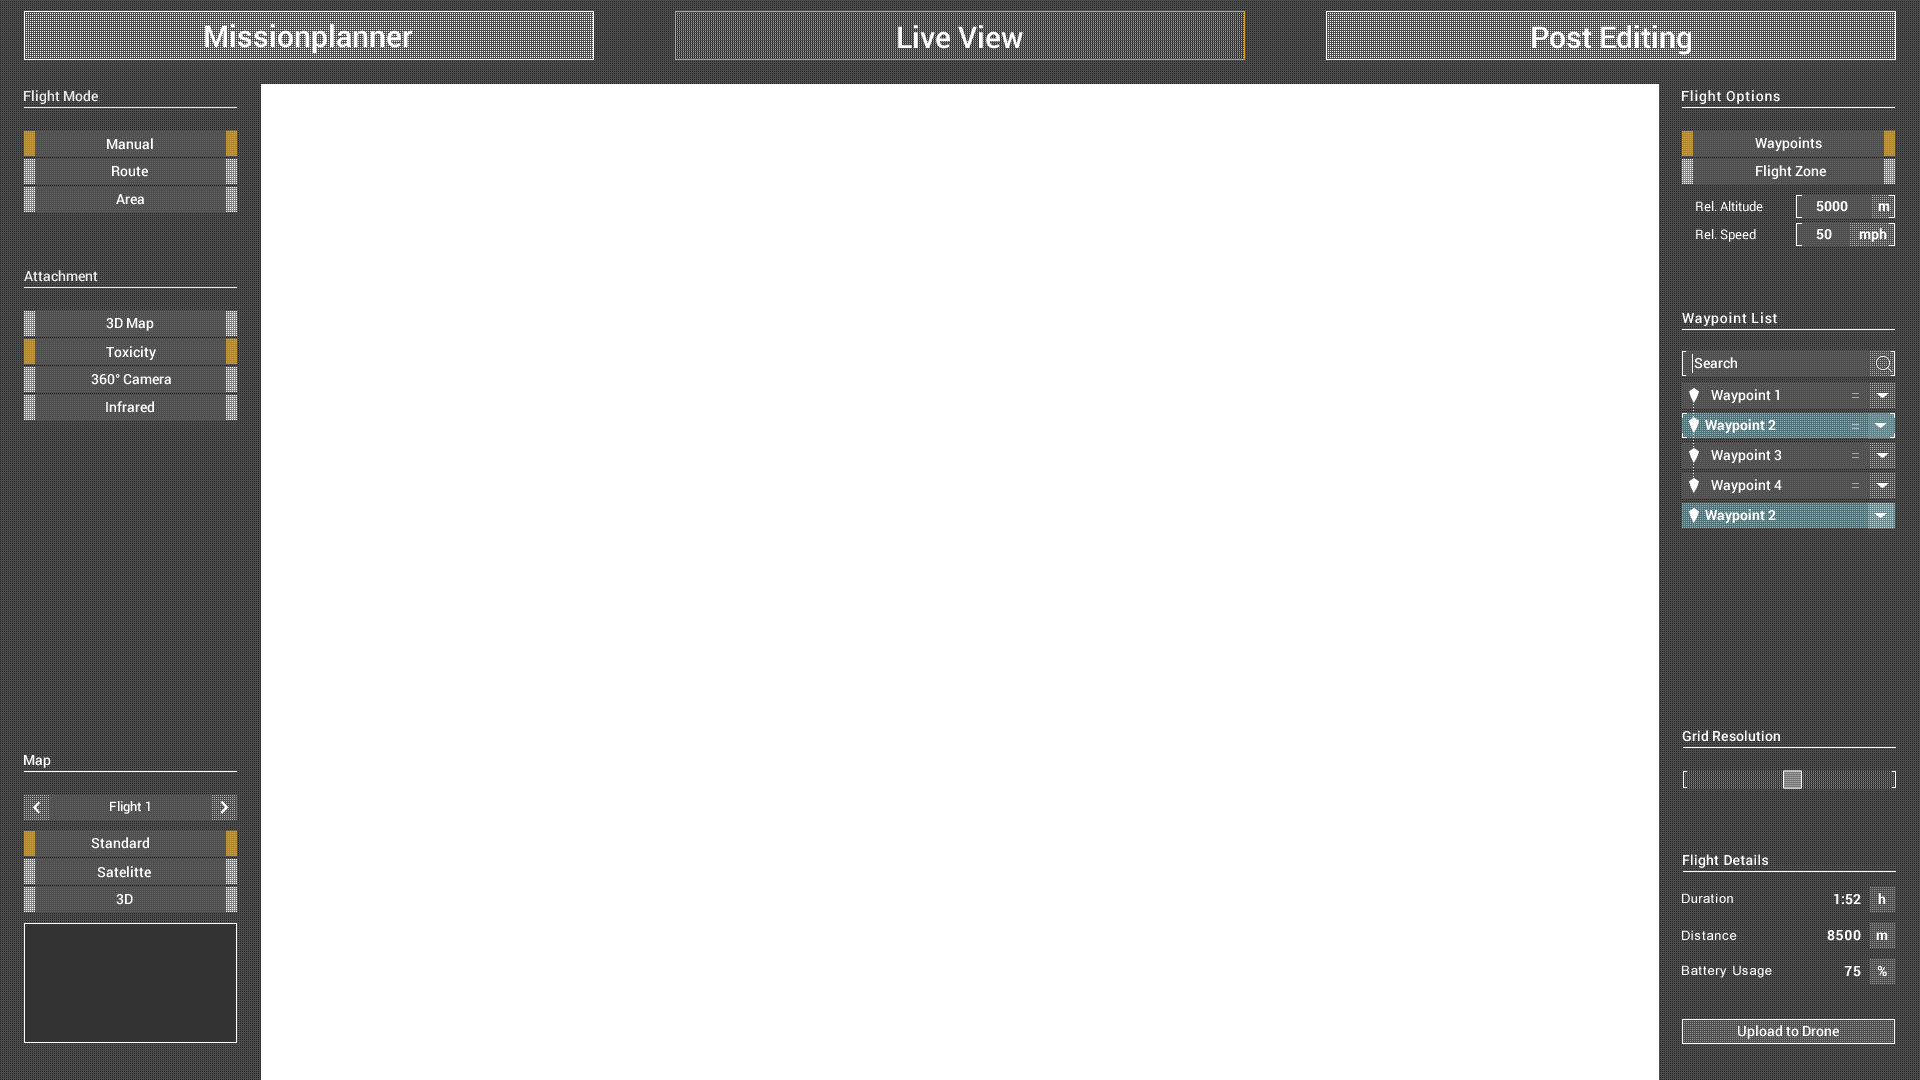 Missionplanner
Live View
Post Editing
Flight Mode
Manual
Route
Area
Attachment
3D Map
Toxicity
360° Camera
Infrared
Map
Flight 1
Standard
Satelitte
3D
Flight Options
Waypoints
Flight Zone
Rel. Altitude 5000 m
Rel. Speed 50 mph
Waypoint List
Search
Waypoint 1
Waypoint 2
Waypoint 3
Waypoint 4
Waypoint 2
Grid Resolution
Flight Details
Duration 1:52 h
Distance 8500 m
Battery Usage 75 %
Upload to Drone